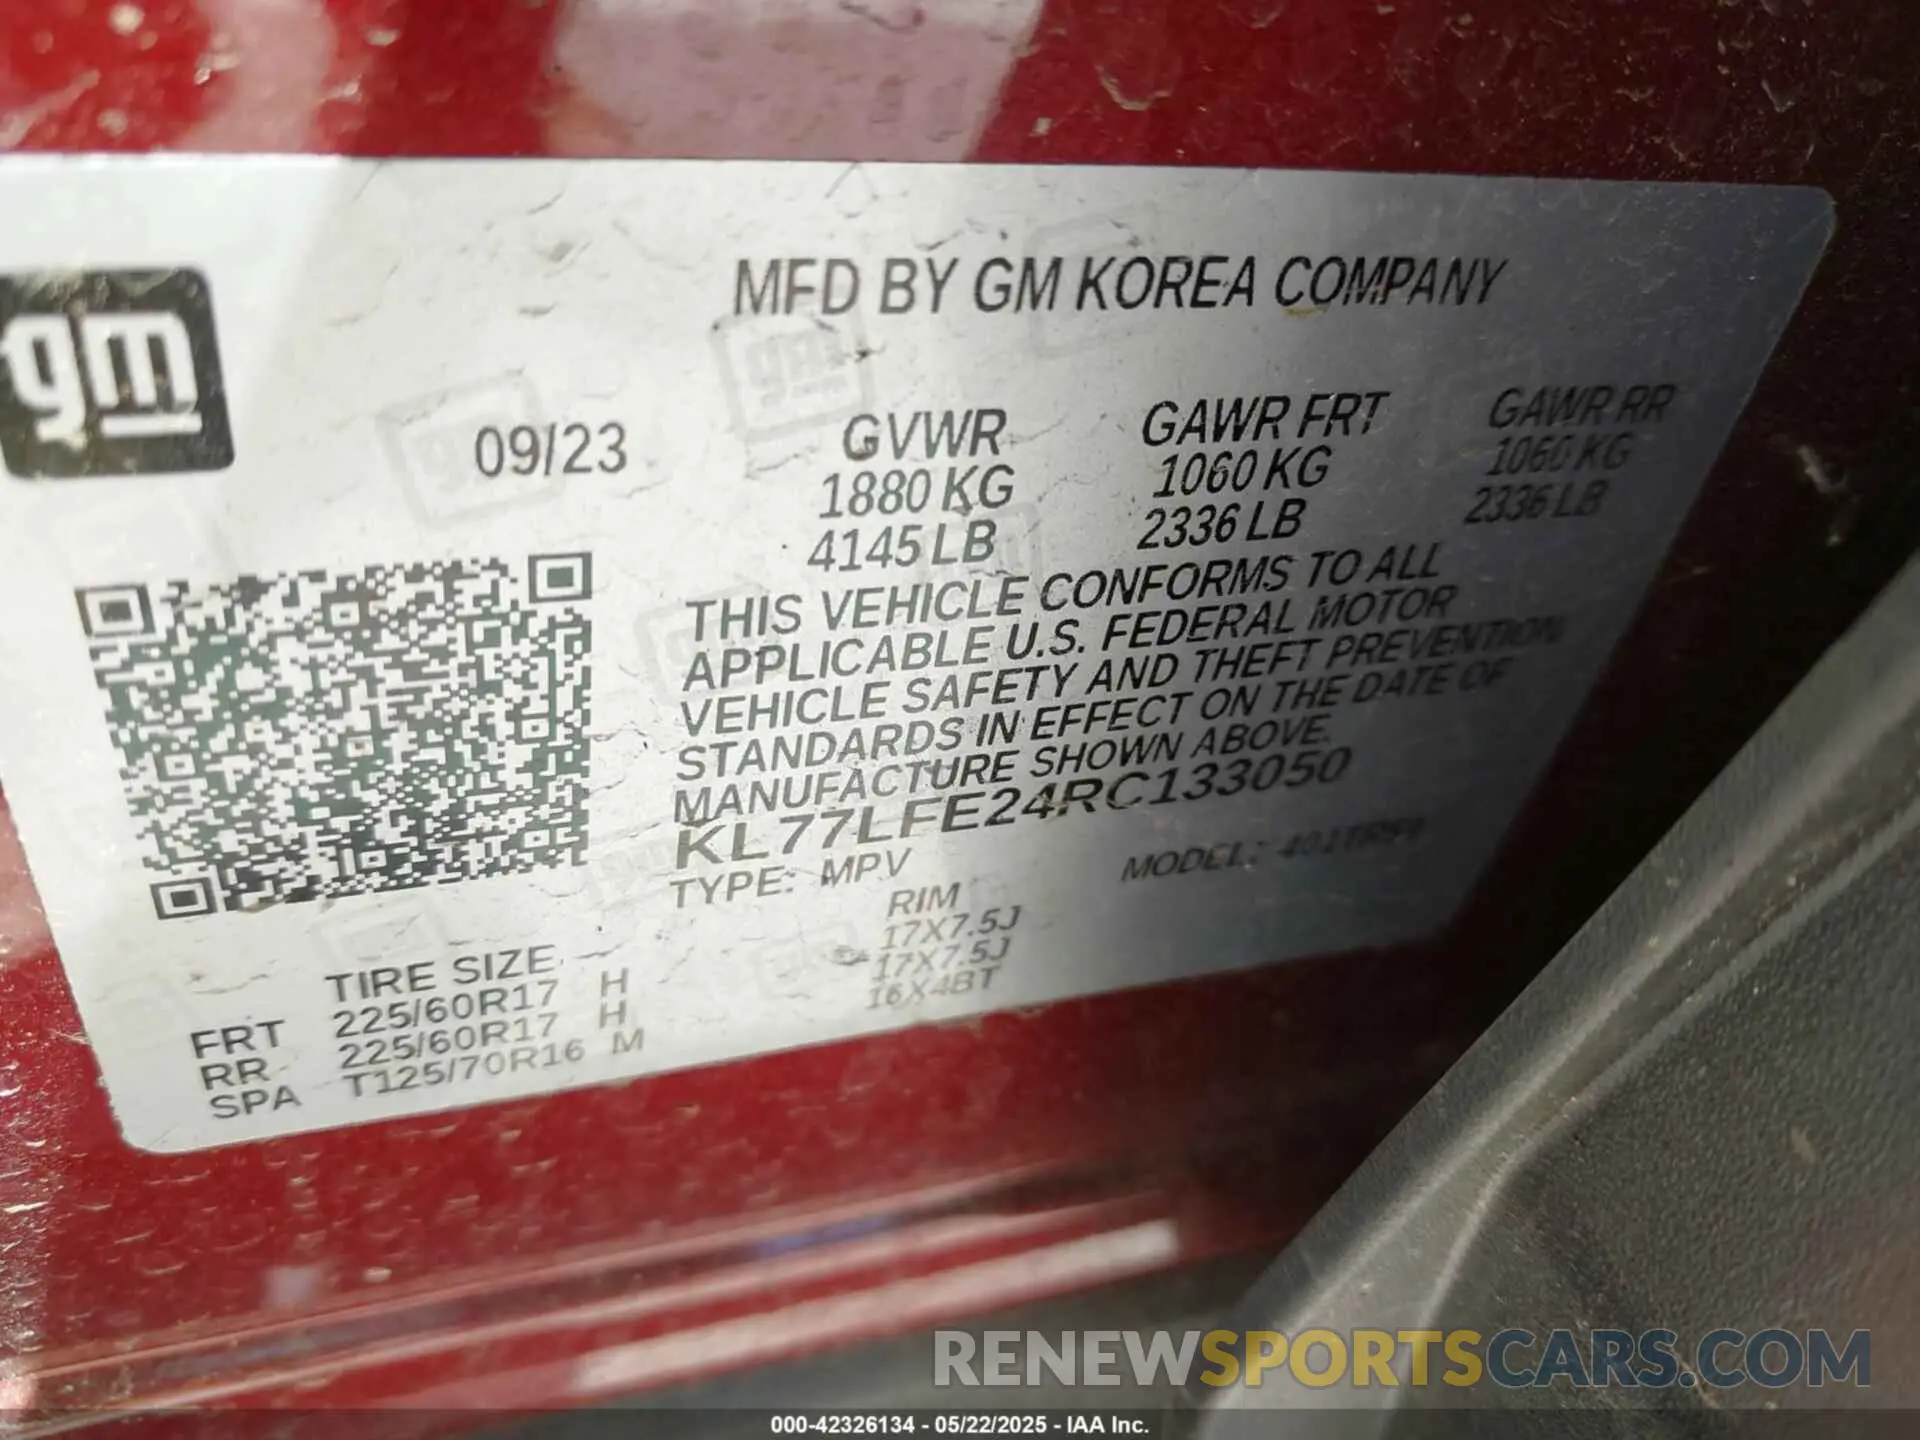 gm
MFD BY GM KOREA COMPANY
09/23
GVWR GAWR FRT GAWR RR
1880 KG 1060 KG 1060 KG
4145 LB 2336 LB 2336 LB
THIS VEHICLE CONFORMS TO ALL
APPLICABLE U.S. FEDERAL MOTOR
VEHICLE SAFETY AND THEFT PREVENTION
STANDARDS IN EFFECT ON THE DATE OF
MANUFACTURE SHOWN ABOVE.
KL77LFE24RC133050
TYPE: MPV MODEL:
TIRE SIZE RIM
FRT 225/60R17 H 17X7.5J
RR 225/60R17 H 17X7.5J
SPA T125/70R16 M 16X4BT
RENEWSPORTSCARS.COM
000-42326134 - 05/22/2025 - IAA Inc.